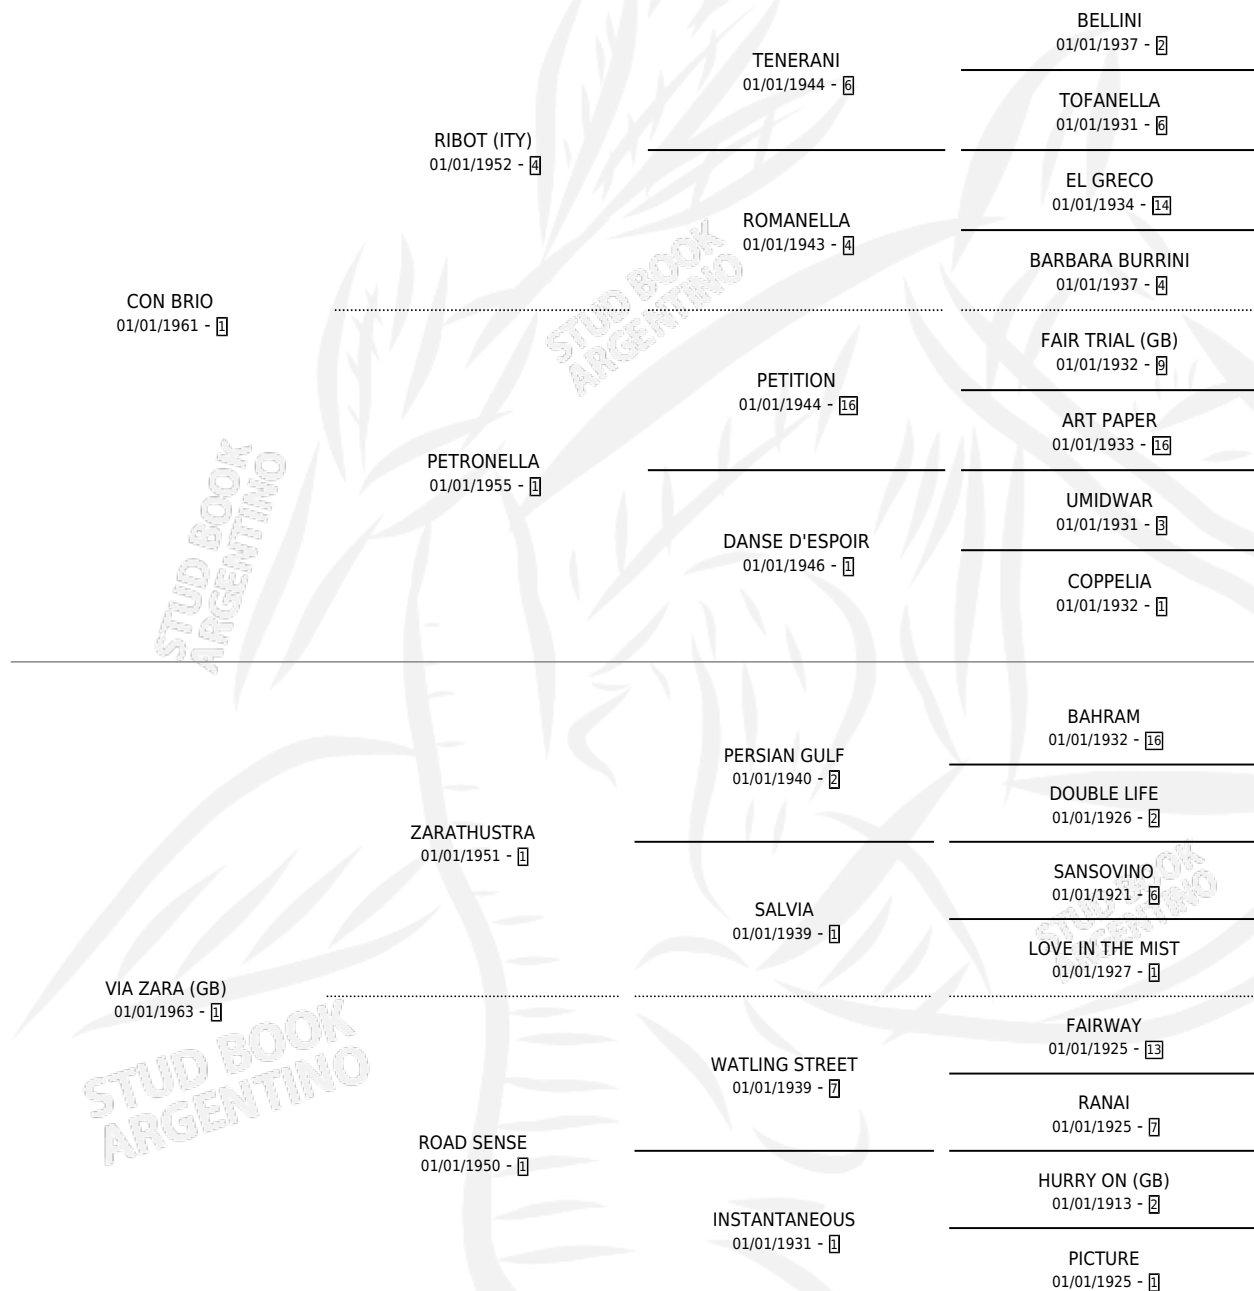 BELLINI
01/01/1937 - 2
TENERANI
01/01/1944 - 6
TOFANELLA
01/01/1931 - 6
RIBOT (ITY)
01/01/1952 - 4
EL GRECO
01/01/1934 - 14
ROMANELLA
01/01/1943 - 4
BARBARA BURRINI
01/01/1937 - 4
CON BRIO
01/01/1961 - 1
FAIR TRIAL (GB)
01/01/1932 - 9
PETITION
01/01/1944 - 16
ART PAPER
01/01/1933 - 16
PETRONELLA
01/01/1955 - 1
UMIDWAR
01/01/1931 - 3
DANSE D'ESPOIR
01/01/1946 - 1
COPPELIA
01/01/1932 - 1
BAHRAM
01/01/1932 - 16
PERSIAN GULF
01/01/1940 - 2
DOUBLE LIFE
01/01/1926 - 2
ZARATHUSTRA
01/01/1951 - 1
SANSOVINO
01/01/1921 - 6
SALVIA
01/01/1939 - 1
LOVE IN THE MIST
01/01/1927 - 1
VIA ZARA (GB)
01/01/1963 - 1
FAIRWAY
01/01/1925 - 13
WATLING STREET
01/01/1939 - 7
RANAI
01/01/1925 - 7
ROAD SENSE
01/01/1950 - 1
HURRY ON (GB)
01/01/1913 - 2
INSTANTANEOUS
01/01/1931 - 1
PICTURE
01/01/1925 - 1
STUD BOOK
ARGENTINO
STUD BOOK
ARGENTINO
STUD BOOK
ARGENTINO
STUD BOOK
ARGENTINO